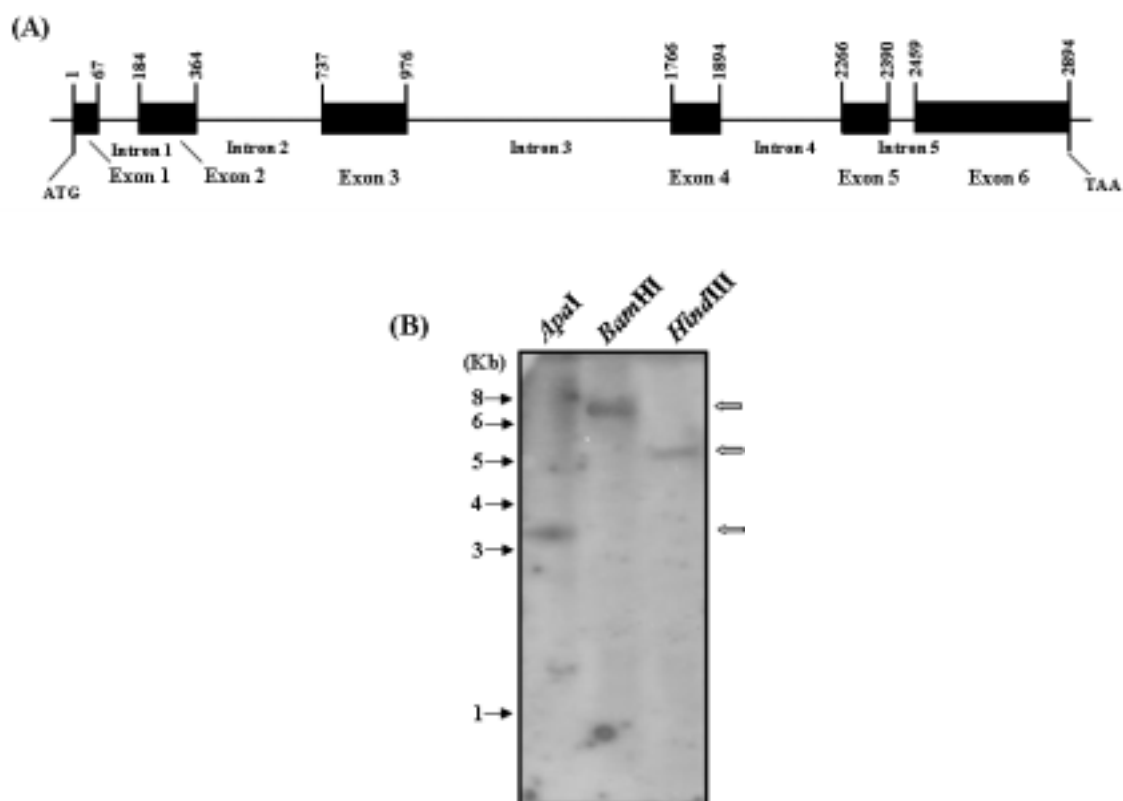 (A)
1 67 184 364 737 976 1766 1894 2266 2390 2459 2894
Intron 1 Intron 2 Intron 3 Intron 4 Intron 5
ATG Exon 1 Exon 2 Exon 3 Exon 4 Exon 5 Exon 6 TAA
(B)
ApaI BamHI HindIII
(Kb)
8
6
5
4
3
1